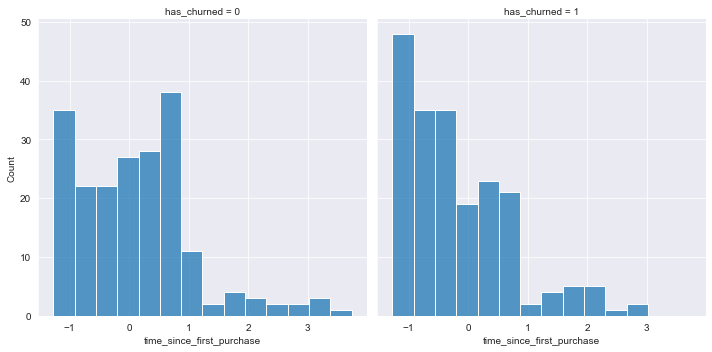 has_churned = 0
has_churned = 1
50
40
30
20
10
0
Count
−1 0 1 2 3
−1 0 1 2 3
time_since_first_purchase
time_since_first_purchase